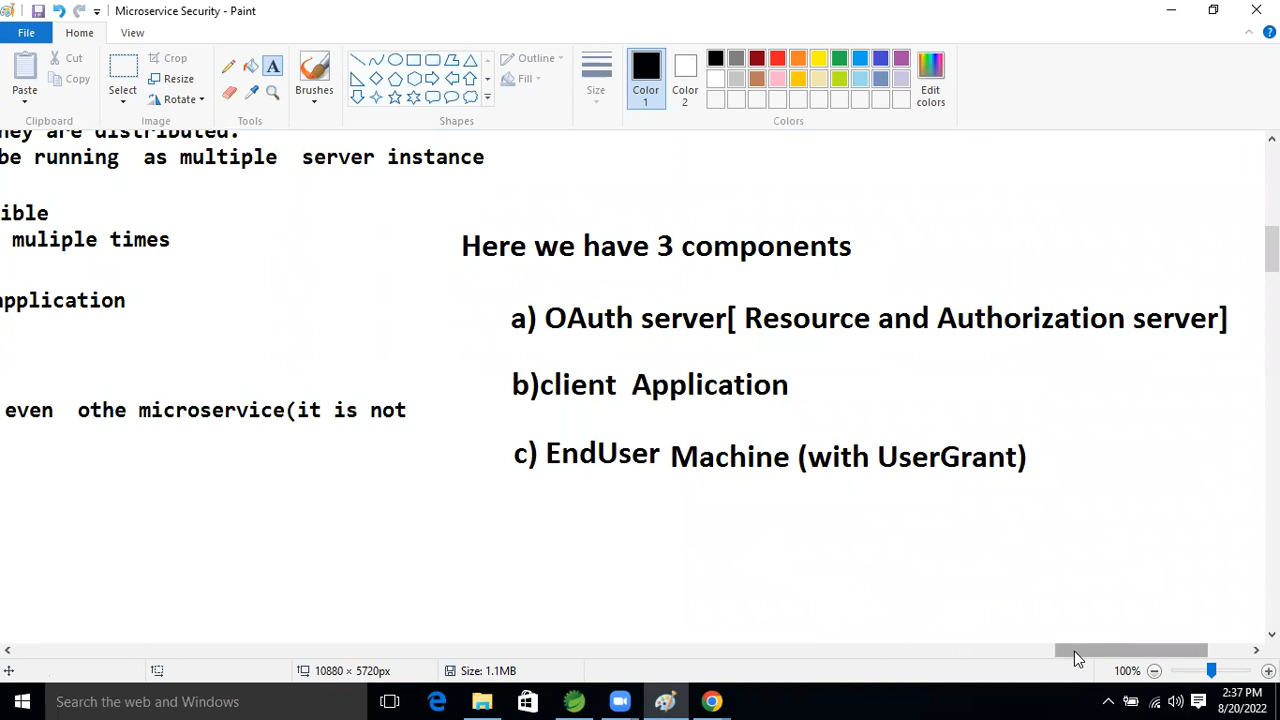 Microservice Security - Paint
File Home View
Paste
Cut
Copy
Clipboard
Select
Crop
Resize
Rotate
Image
Tools
Brushes
Shapes
Outline
Fill
Size
Color 1
Color 2
Edit colors
Colors
hey are distributed.
be running as multiple server instance
ible
muliple times
application
even othe microservice(it is not
Here we have 3 components
a) OAuth server[ Resource and Authorization server]
b)client Application
c) EndUser Machine (with UserGrant)
10880 × 5720px
Size: 1.1MB
100%
Search the web and Windows
2:37 PM
8/20/2022